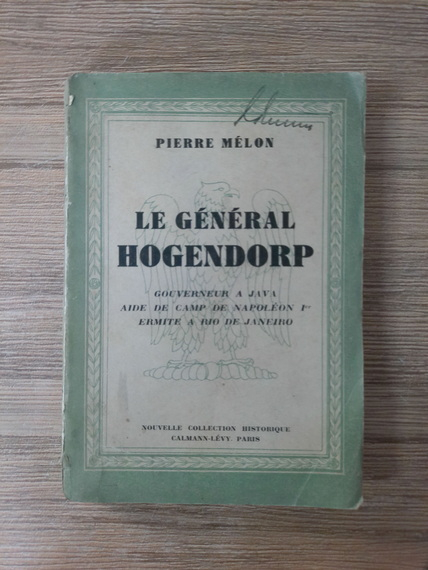 PIERRE MÉLON
LE GÉNÉRAL
HOGENDORP
GOUVERNEUR A JAVA
AIDE DE CAMP DE NAPOLÉON Iᵉʳ
ERMITE A RIO DE JANEIRO
NOUVELLE COLLECTION HISTORIQUE
CALMANN-LÉVY. PARIS